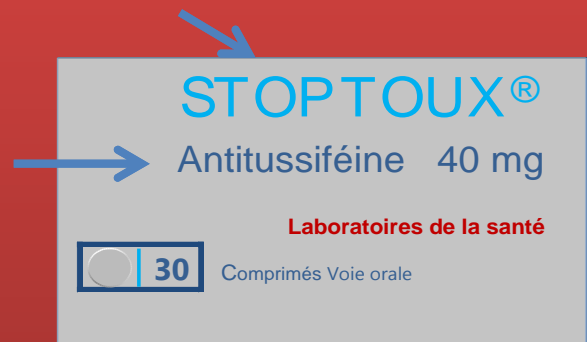 STOPTOUX®
Antitussiféine 40 mg
Laboratoires de la santé
30 Comprimés Voie orale